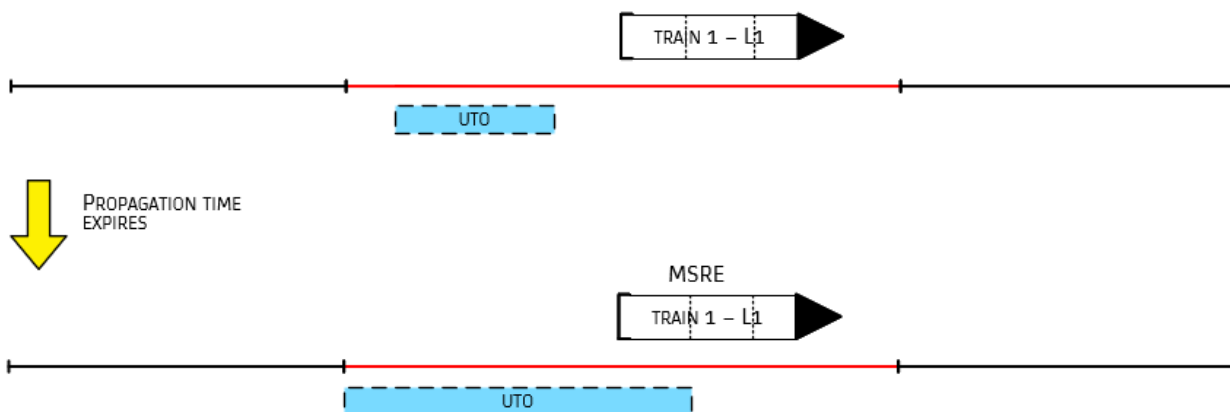 TRAIN 1 – L1
UTO
PROPAGATION TIME
EXPIRES
MSRE
TRAIN 1 – L1
UTO